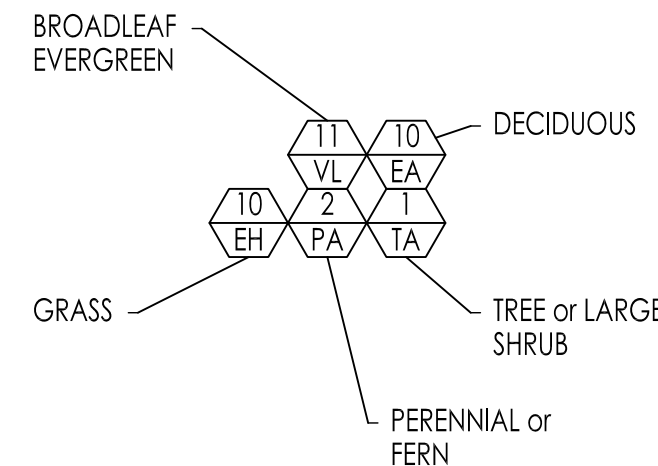 BROADLEAF
EVERGREEN
11
VL
10
EA
DECIDUOUS
10
EH
2
PA
1
TA
GRASS
TREE or LARGE
SHRUB
PERENNIAL or
FERN